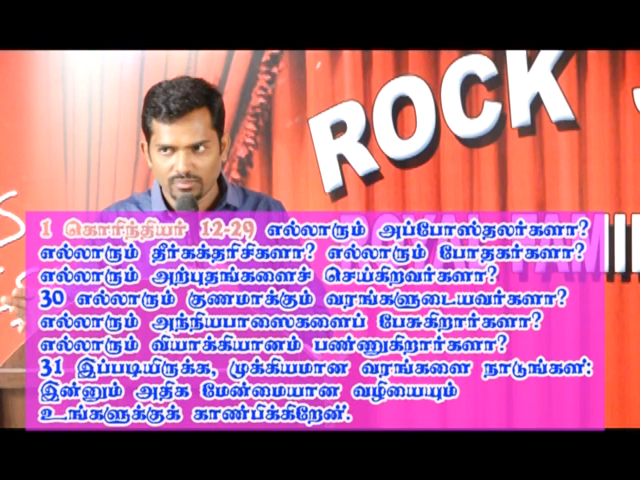 ROCK
1 கொரிந்தியர் 12-29 எல்லாரும் அப்போஸ்தலர்களா?
எல்லாரும் தீர்கக்தரிசிகளா? எல்லாரும் போதகர்களா?
எல்லாரும் அற்புதங்களைச் செய்கிறவர்களா?
30 எல்லாரும் குணமாக்கும் வரங்களுடையவர்களா?
எல்லாரும் அந்நியபாஸைகளைப் பேசுகிறார்களா?
எல்லாரும் வியாக்கியானம் பண்ணுகிறார்களா?
31 இப்படியிருக்க, முக்கியமான வரங்களை நாடுங்கள்:
இன்னும் அதிக மேன்மையான வழியையும்
உங்களுக்குக் காண்பிக்கிறேன்.